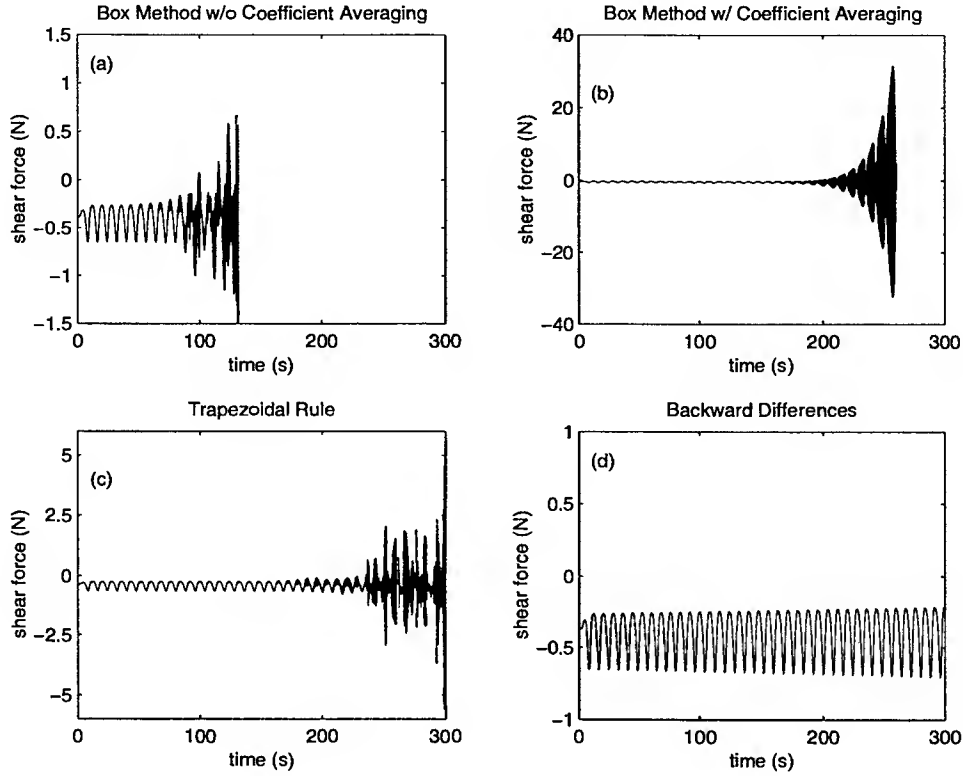 Box Method w/o Coefficient Averaging
1.5
1
0.5
0
−0.5
−1
−1.5
(a)
shear force (N)
0
100
200
300
time (s)
Box Method w/ Coefficient Averaging
40
20
0
−20
−40
(b)
shear force (N)
0
100
200
300
time (s)
Trapezoidal Rule
5
2.5
0
−2.5
−5
(c)
shear force (N)
0
100
200
300
time (s)
Backward Differences
1
0.5
0
−0.5
−1
(d)
shear force (N)
0
100
200
300
time (s)